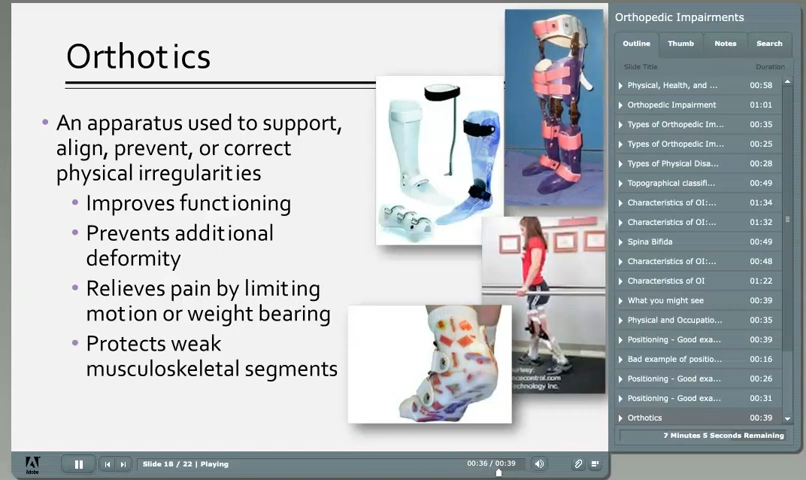 Orthotics
• An apparatus used to support,
align, prevent, or correct
physical irregularities
• Improves functioning
• Prevents additional
deformity
• Relieves pain by limiting
motion or weight bearing
• Protects weak
musculoskeletal segments
cecontrol.com
echnology Inc.
Adobe
Slide 18 / 22 | Playing
00:36 / 00:39
Orthopedic Impairments
Outline Thumb Notes Search
Slide Title Duration
Physical, Health, and ... 00:58
Orthopedic Impairment 01:01
Types of Orthopedic Im... 00:35
Types of Orthopedic Im... 00:25
Types of Physical Disa... 00:28
Topographical classifi... 00:49
Characteristics of OI:... 01:34
Characteristics of OI:... 01:32
Spina Bifida 00:49
Characteristics of OI:... 00:48
Characteristics of OI 01:22
What you might see 00:39
Physical and Occupatio... 00:35
Positioning - Good exa... 00:39
Bad example of positio... 00:16
Positioning - Good exa... 00:26
Positioning - Good exa... 00:31
Orthotics 00:39
7 Minutes 5 Seconds Remaining